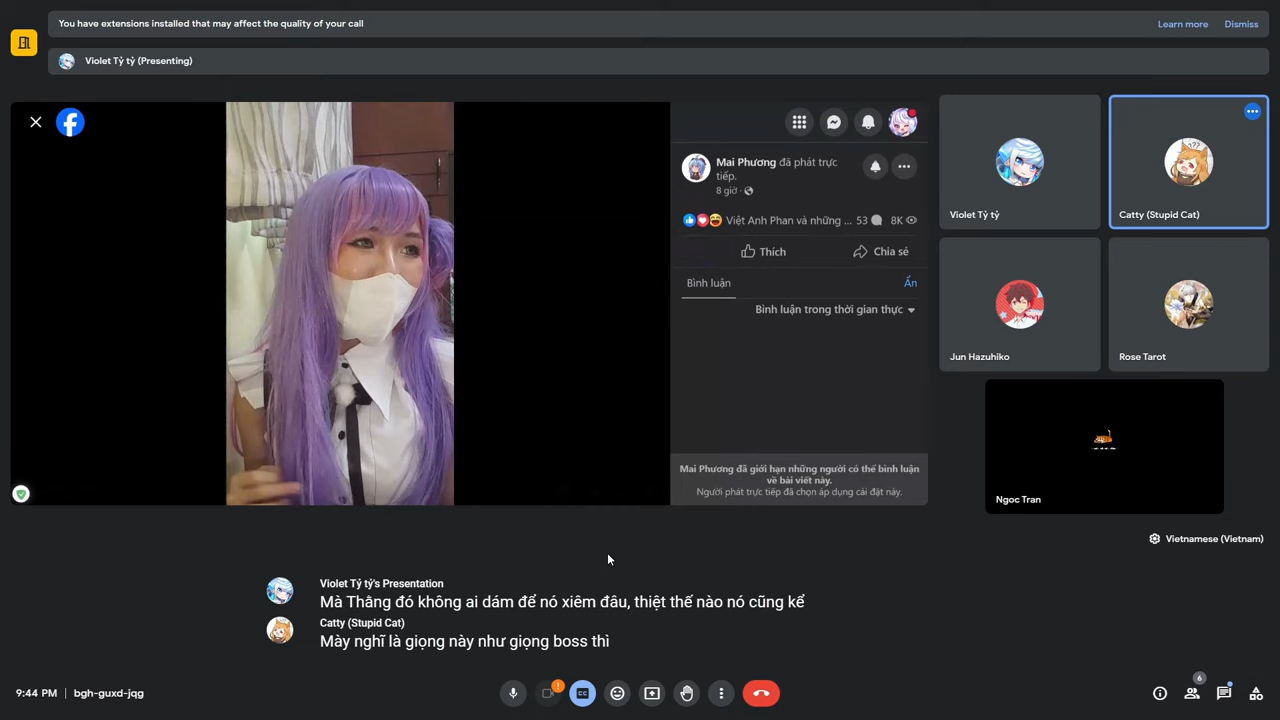 You have extensions installed that may affect the quality of your call
Learn more
Dismiss
Violet Tỷ tỷ (Presenting)
Mai Phương đã phát trực
tiếp.
8 giờ
Việt Anh Phan và những ... 53 8K
Thích
Chia sẻ
Bình luận
Ẩn
Bình luận trong thời gian thực
Mai Phương đã giới hạn những người có thể bình luận
về bài viết này.
Người phát trực tiếp đã chọn áp dụng cài đặt này.
Violet Tỷ tỷ
Catty (Stupid Cat)
Jun Hazuhiko
Rose Tarot
Ngoc Tran
Vietnamese (Vietnam)
Violet Tỷ tỷ's Presentation
Mà Thằng đó không ai dám để nó xiêm đâu, thiệt thế nào nó cũng kể
Catty (Stupid Cat)
Mày nghĩ là giọng này như giọng boss thì
9:44 PM | bgh-guxd-jqg
CC
6